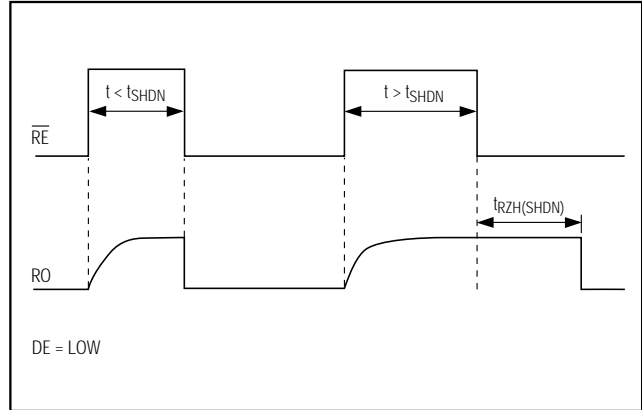 t < tSHDN
t > tSHDN
RE
tRZH(SHDN)
RO
DE = LOW